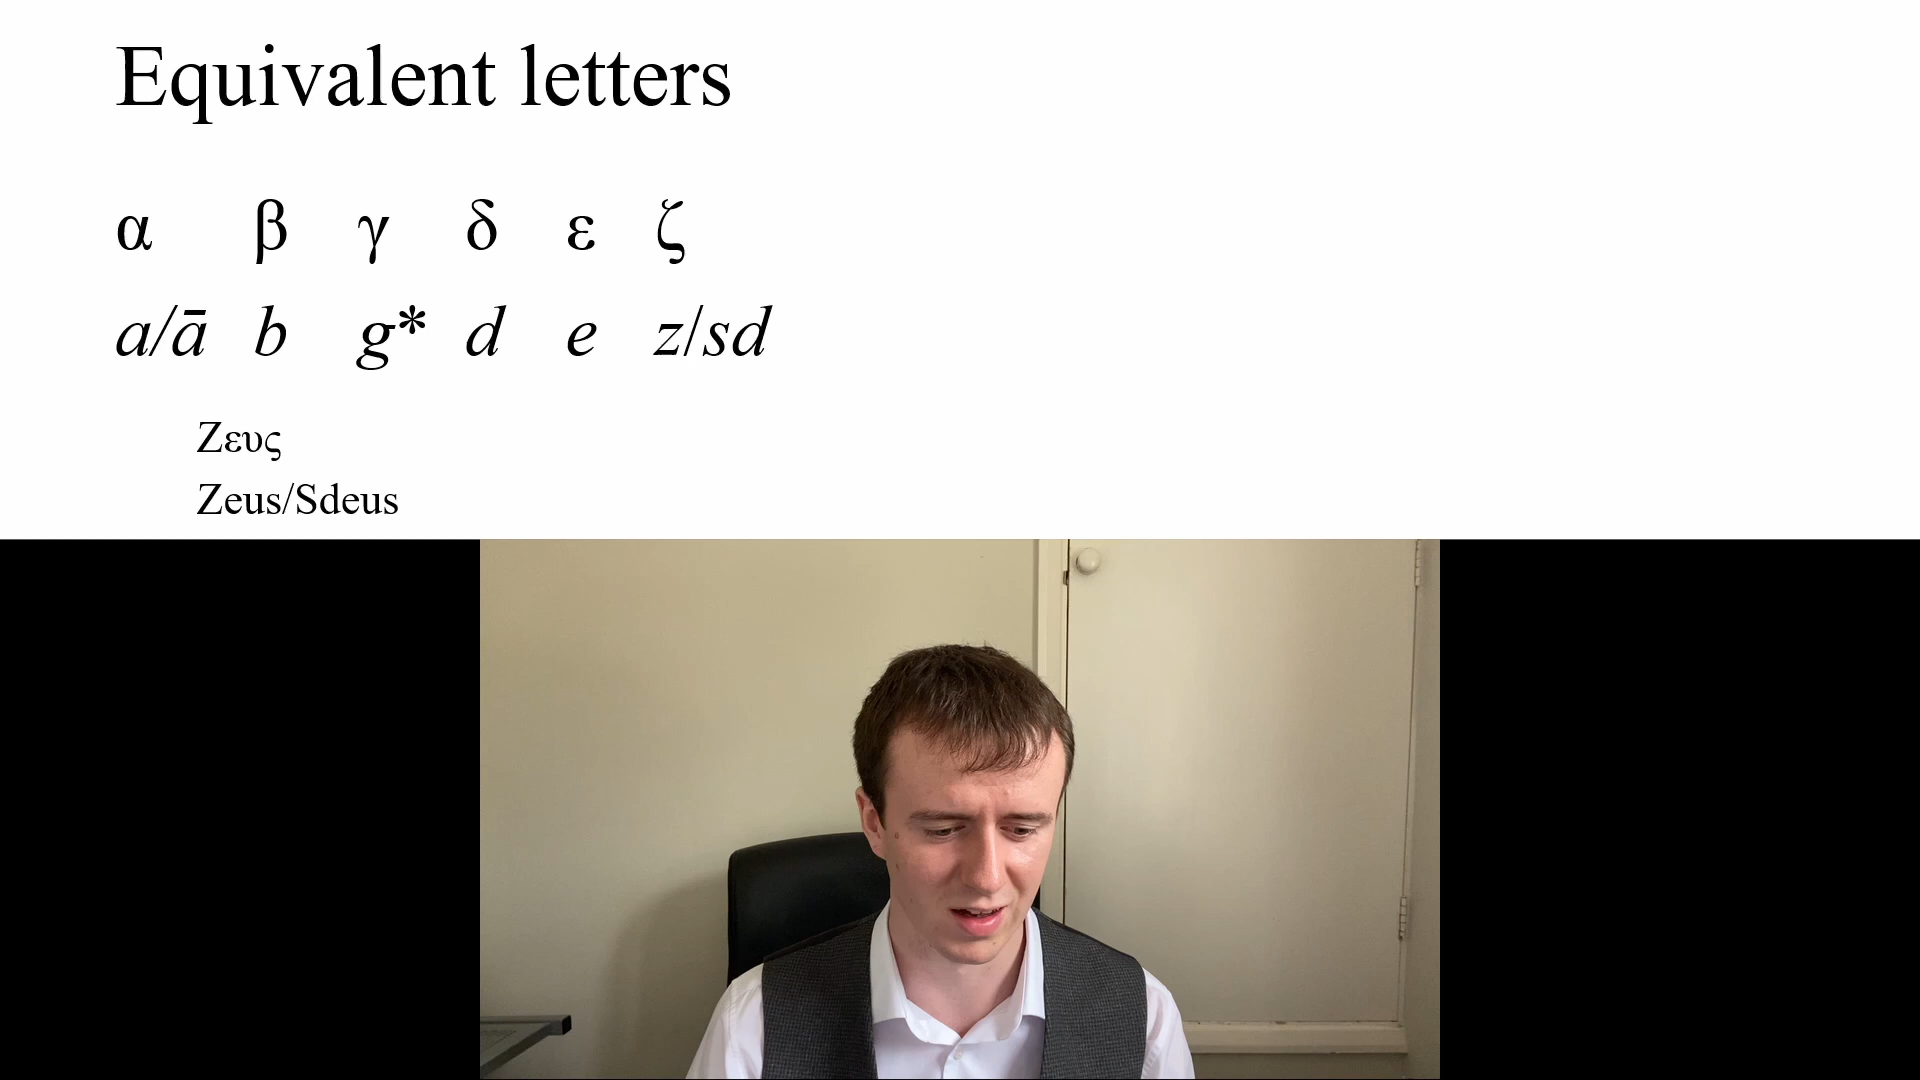 Equivalent letters
α β γ δ ε ζ
a/ā b g* d e z/sd
Ζευς
Zeus/Sdeus